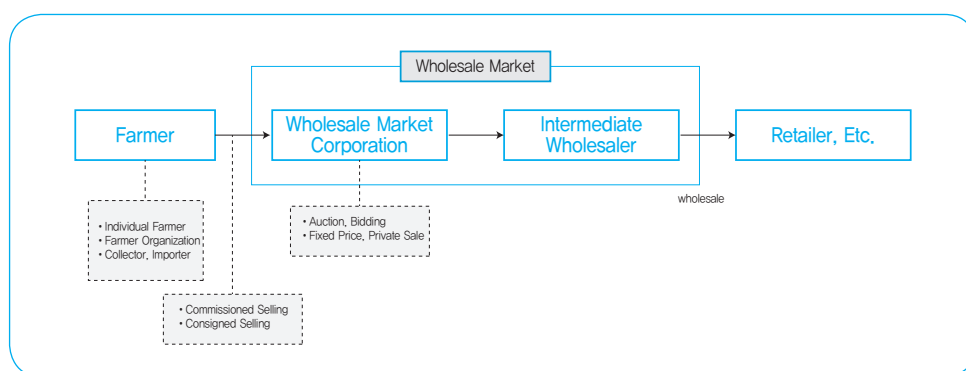 Wholesale Market
Farmer
Wholesale Market
Corporation
Intermediate
Wholesaler
Retailer, Etc.
wholesale
• Individual Farmer
• Farmer Organization
• Collector, Importer
• Auction, Bidding
• Fixed Price, Private Sale
• Commissioned Selling
• Consigned Selling